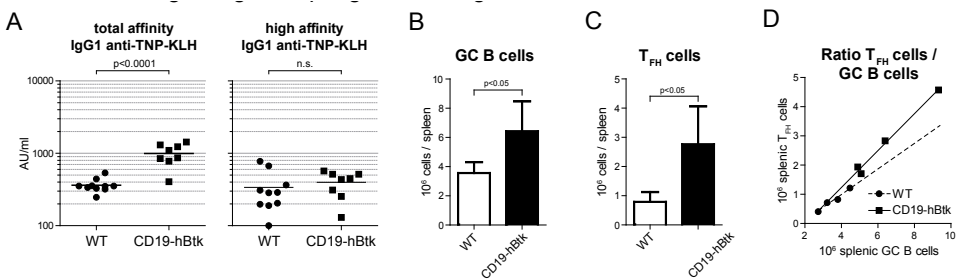 A
total affinity
IgG1 anti-TNP-KLH
p<0.0001
high affinity
IgG1 anti-TNP-KLH
n.s.
10000
1000
100
AU/ml
WT
CD19-hBtk
WT
CD19-hBtk
B
GC B cells
p<0.05
10
8
6
4
2
0
10⁶ cells / spleen
WT
CD19-hBtk
C
T_FH cells
p<0.05
5
4
3
2
1
0
10⁶ cells / spleen
WT
CD19-hBtk
D
Ratio T_FH cells /
GC B cells
5
4
3
2
1
0
10⁶ splenic T_FH cells
WT
CD19-hBtk
2
4
6
8
10
10⁶ splenic GC B cells